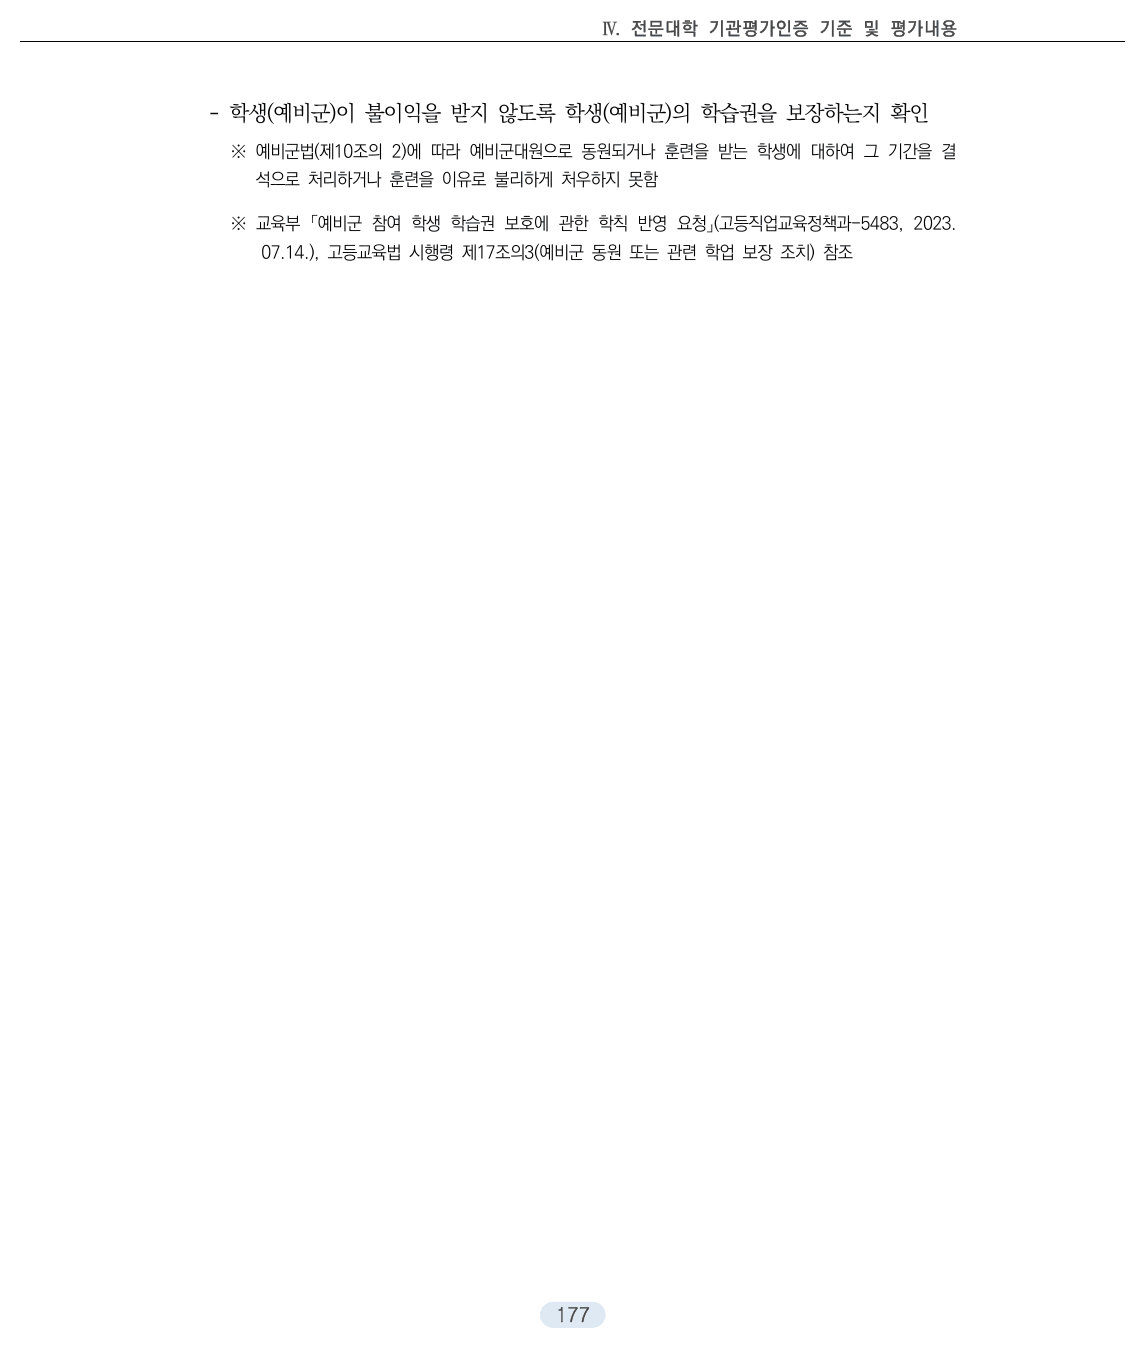 Ⅳ. 전문대학 기관평가인증 기준 및 평가내용
- 학생(예비군)이 불이익을 받지 않도록 학생(예비군)의 학습권을 보장하는지 확인
※ 예비군법(제10조의 2)에 따라 예비군대원으로 동원되거나 훈련을 받는 학생에 대하여 그 기간을 결
석으로 처리하거나 훈련을 이유로 불리하게 처우하지 못함
※ 교육부 「예비군 참여 학생 학습권 보호에 관한 학칙 반영 요청」(고등직업교육정책과-5483, 2023.
07.14.), 고등교육법 시행령 제17조의3(예비군 동원 또는 관련 학업 보장 조치) 참조
177